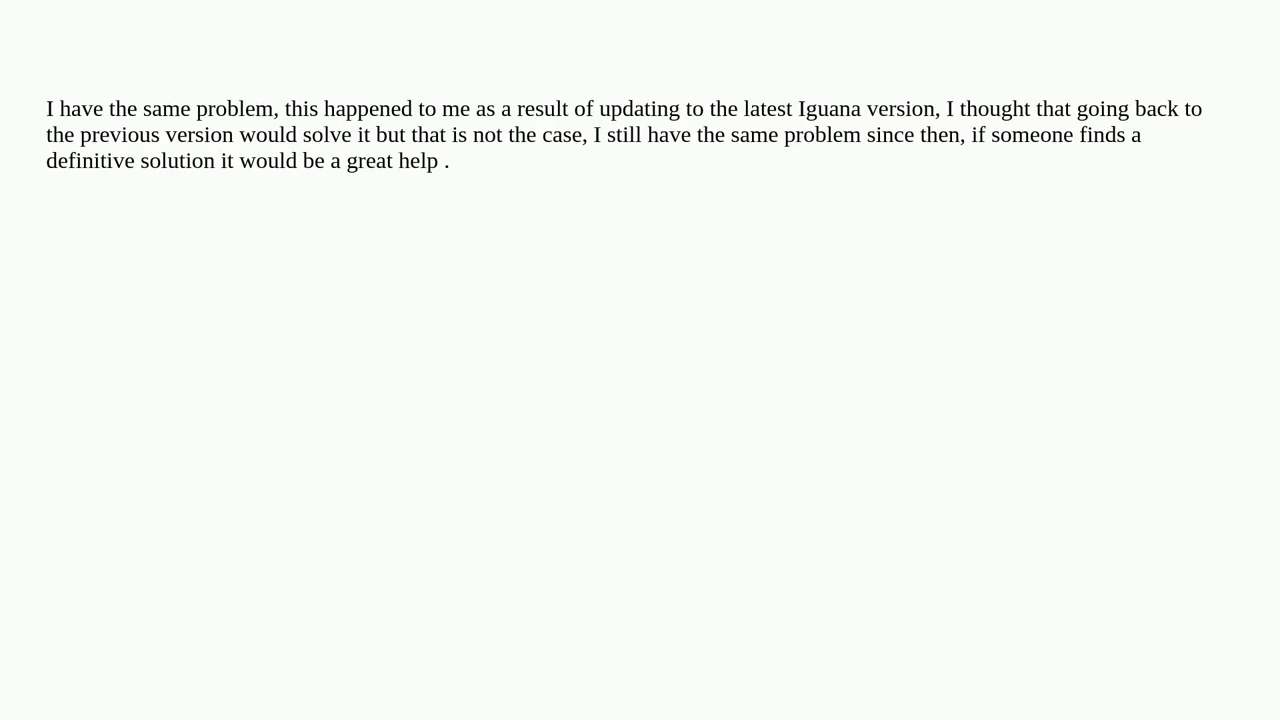 I have the same problem, this happened to me as a result of updating to the latest Iguana version, I thought that going back to
the previous version would solve it but that is not the case, I still have the same problem since then, if someone finds a
definitive solution it would be a great help .